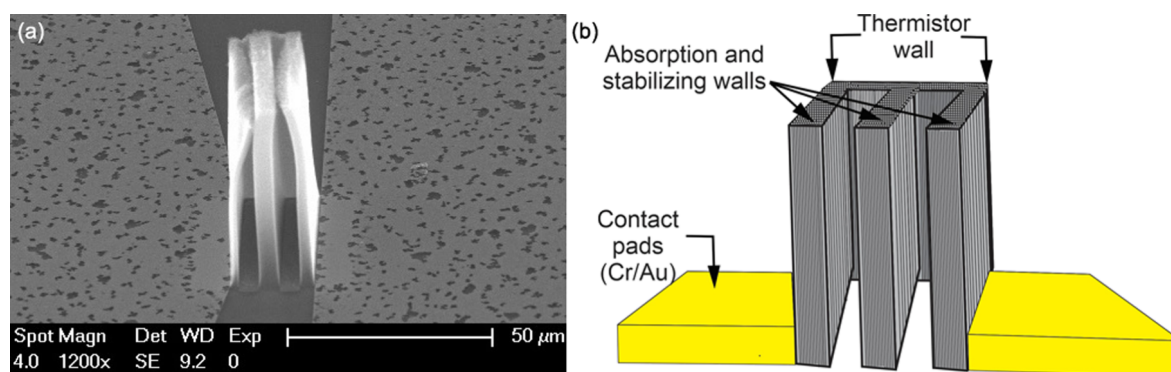 (a)
Spot Magn Det WD Exp
4.0 1200x SE 9.2 0
50 µm
(b)
Thermistor
wall
Absorption and
stabilizing walls
Contact
pads
(Cr/Au)